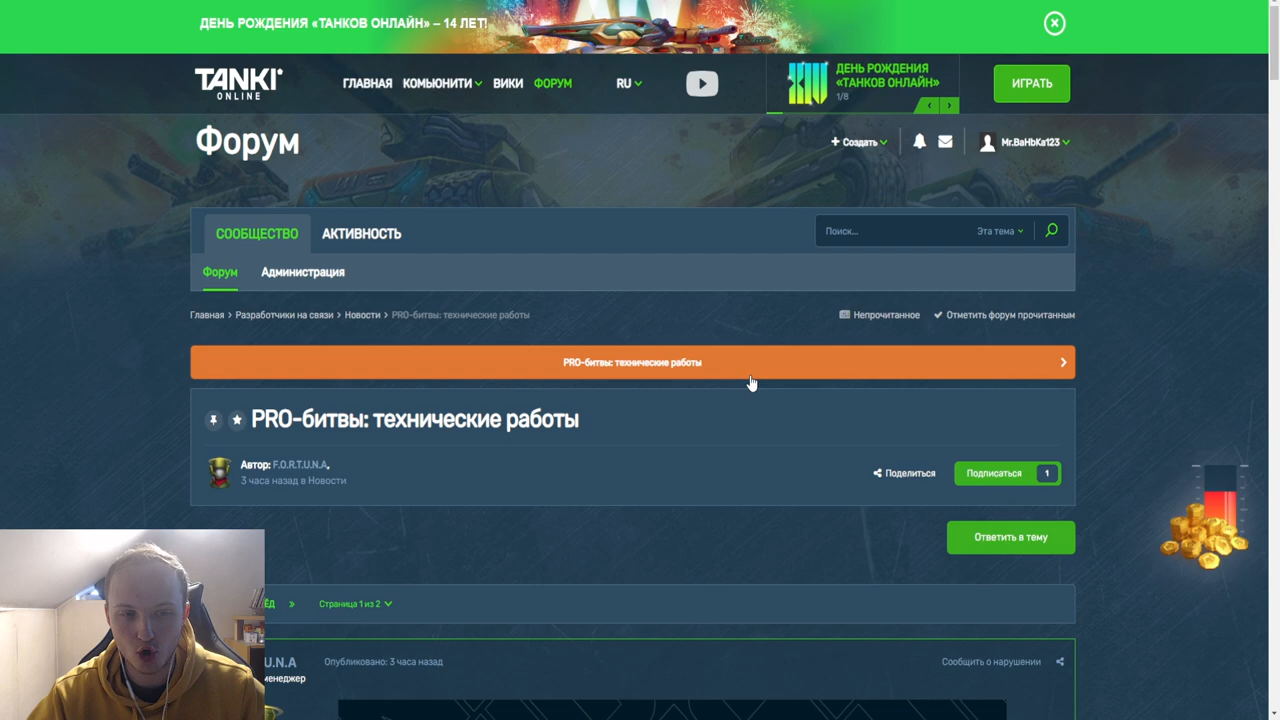 ДЕНЬ РОЖДЕНИЯ «ТАНКОВ ОНЛАЙН» – 14 ЛЕТ!
TANKI
ONLINE
ГЛАВНАЯ КОМЬЮНИТИ ВИКИ ФОРУМ RU
XIV
ДЕНЬ РОЖДЕНИЯ
«ТАНКОВ ОНЛАЙН»
1/8
ИГРАТЬ
Форум
+ Создать
Mr.BaHbKa123
СООБЩЕСТВО АКТИВНОСТЬ
Поиск... Эта тема
Форум Администрация
Главная > Разработчики на связи > Новости > PRO-битвы: технические работы
Непрочитанное Отметить форум прочитанным
PRO-битвы: технические работы
PRO-битвы: технические работы
Автор: F.O.R.T.U.N.A,
3 часа назад в Новости
Поделиться Подписаться 1
Ответить в тему
ЕД » Страница 1 из 2
U.N.A Опубликовано: 3 часа назад Сообщить о нарушении
менеджер